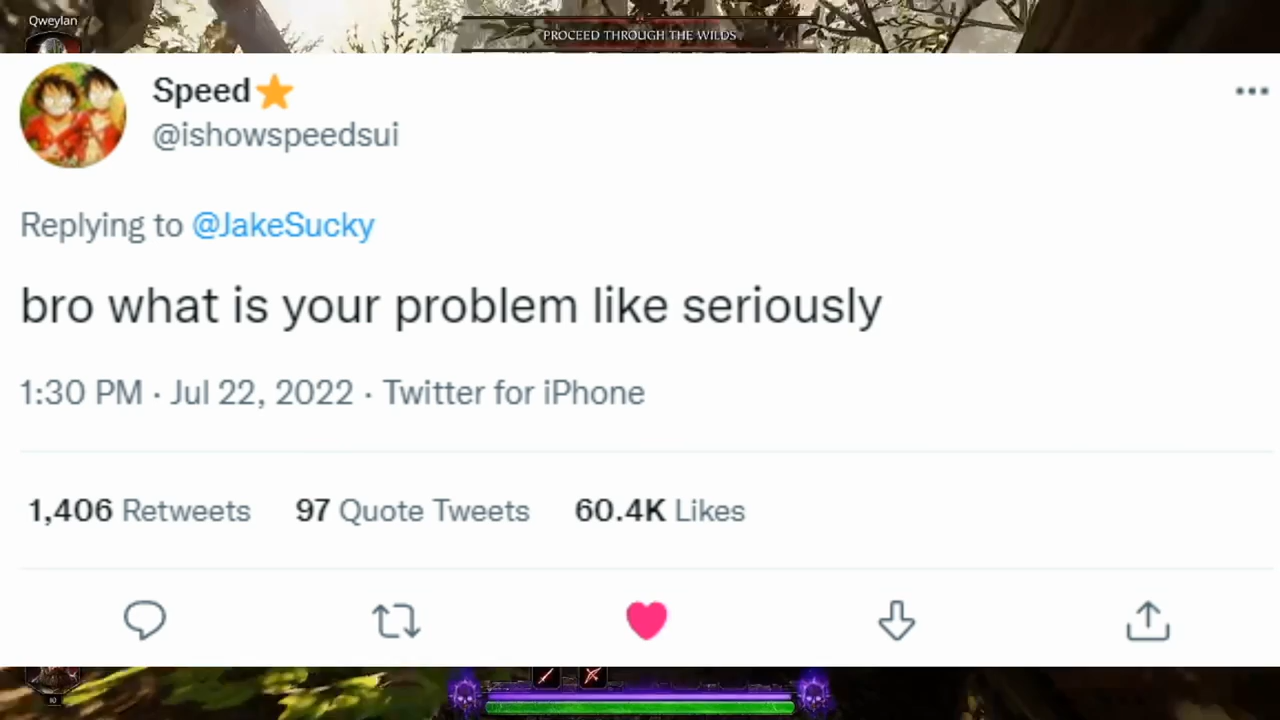 Qweylan
PROCEED THROUGH THE WILDS
Speed⭐
@ishowspeedsui
Replying to @JakeSucky
bro what is your problem like seriously
1:30 PM · Jul 22, 2022 · Twitter for iPhone
1,406 Retweets 97 Quote Tweets 60.4K Likes